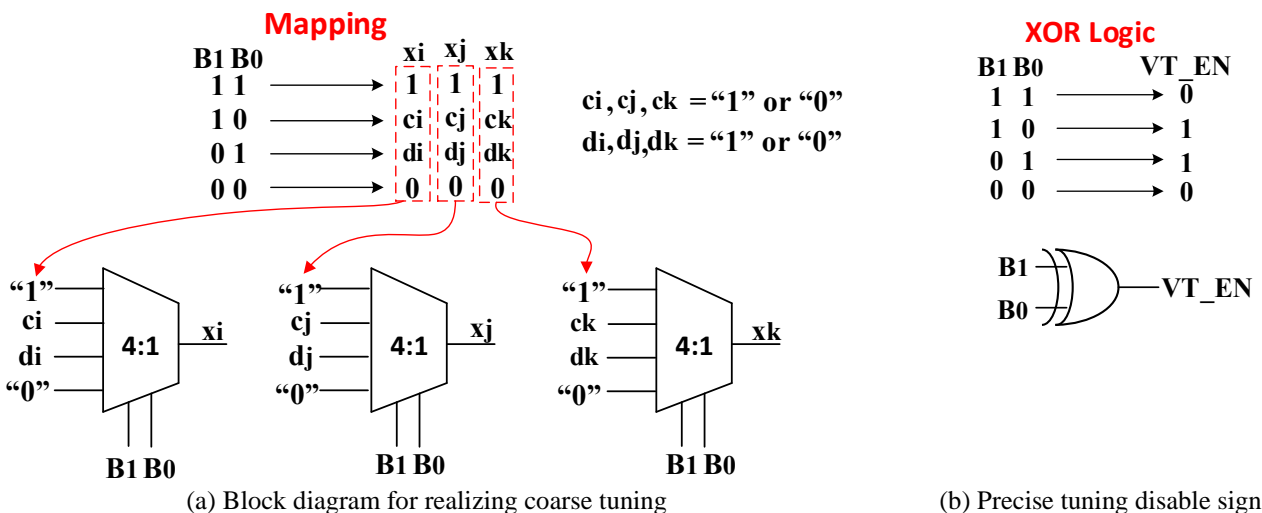 Mapping
B1 B0 xi xj xk
1 1 1 1 1
1 0 ci cj ck
0 1 di dj dk
0 0 0 0 0
ci,cj,ck = “1” or “0”
di,dj,dk = “1” or “0”
“1”
ci
di
“0”
4:1
xi
B1 B0
“1”
cj
dj
“0”
4:1
xj
B1 B0
“1”
ck
dk
“0”
4:1
xk
B1 B0
(a) Block diagram for realizing coarse tuning
XOR Logic
B1 B0 VT_EN
1 1 0
1 0 1
0 1 1
0 0 0
B1
B0
VT_EN
(b) Precise tuning disable sign